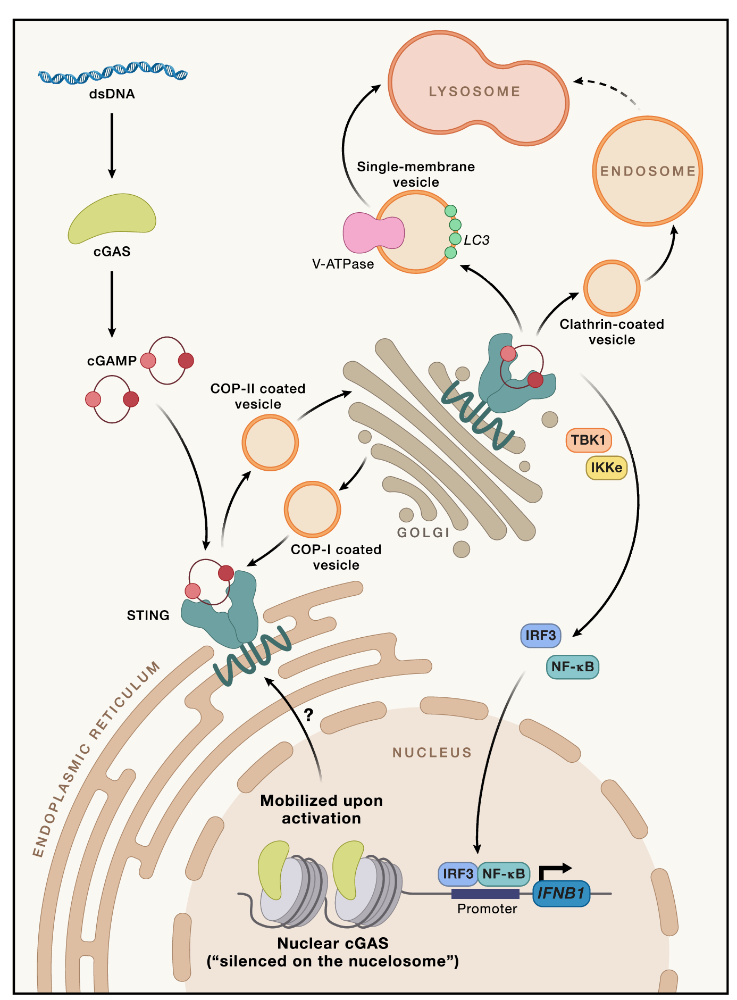 dsDNA
cGAS
cGAMP
COP-II coated
vesicle
COP-I coated
vesicle
STING
ENDOPLASMIC RETICULUM
GOLGI
LYSOSOME
ENDOSOME
Single-membrane
vesicle
LC3
V-ATPase
Clathrin-coated
vesicle
TBK1
IKKe
IRF3
NF-κB
?
NUCLEUS
Mobilized upon
activation
IRF3
NF-κB
IFNB1
Promoter
Nuclear cGAS
(“silenced on the nucelosome”)